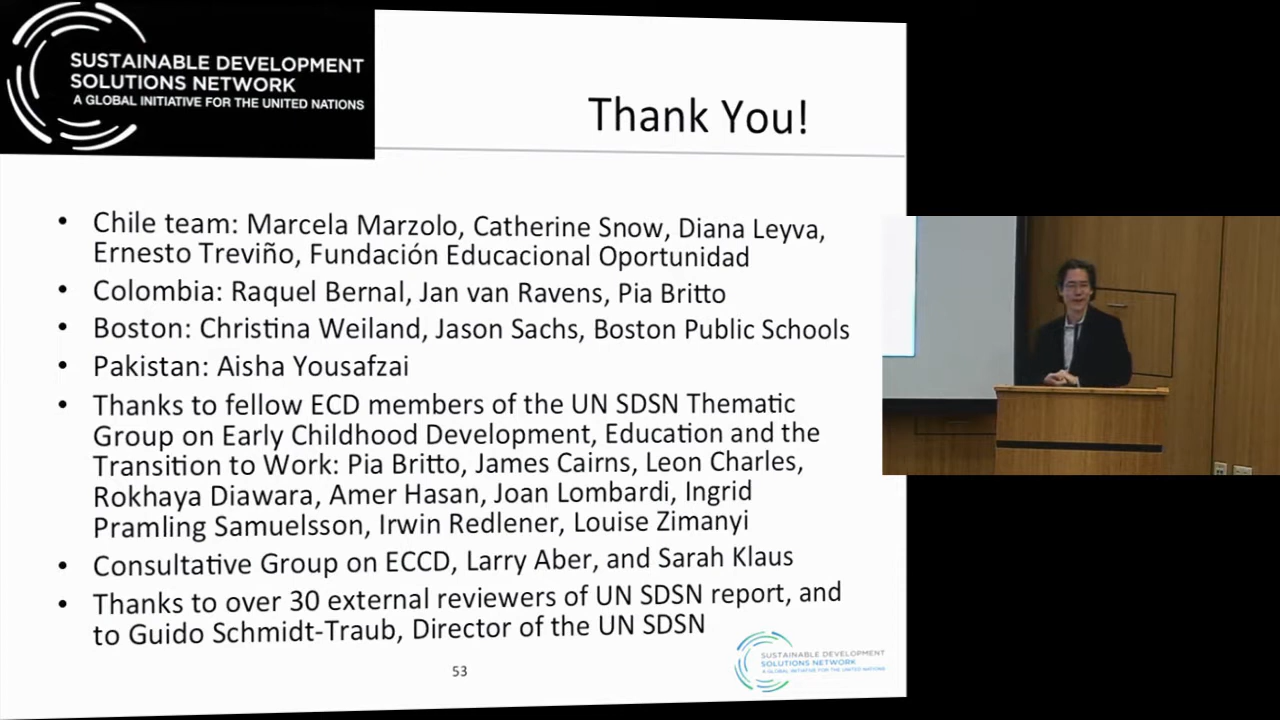 SUSTAINABLE DEVELOPMENT
SOLUTIONS NETWORK
A GLOBAL INITIATIVE FOR THE UNITED NATIONS
Thank You!
• Chile team: Marcela Marzolo, Catherine Snow, Diana Leyva,
Ernesto Treviño, Fundación Educacional Oportunidad
• Colombia: Raquel Bernal, Jan van Ravens, Pia Britto
• Boston: Christina Weiland, Jason Sachs, Boston Public Schools
• Pakistan: Aisha Yousafzai
• Thanks to fellow ECD members of the UN SDSN Thematic
Group on Early Childhood Development, Education and the
Transition to Work: Pia Britto, James Cairns, Leon Charles,
Rokhaya Diawara, Amer Hasan, Joan Lombardi, Ingrid
Pramling Samuelsson, Irwin Redlener, Louise Zimanyi
• Consultative Group on ECCD, Larry Aber, and Sarah Klaus
• Thanks to over 30 external reviewers of UN SDSN report, and
to Guido Schmidt-Traub, Director of the UN SDSN
53
SUSTAINABLE DEVELOPMENT
SOLUTIONS NETWORK
A GLOBAL INITIATIVE FOR THE UNITED NATIONS